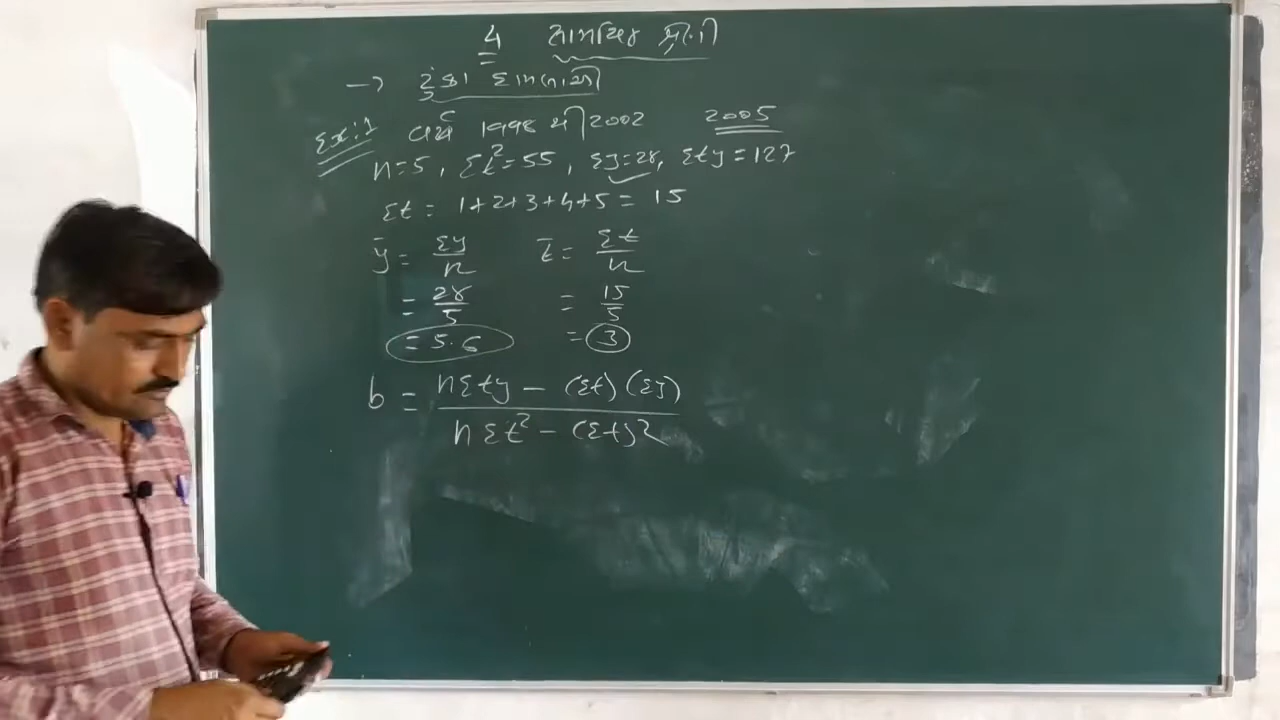 4 સામયિક શ્રેણી
→ સુરેખ
Ex:1 વર્ષ ૧૯૯૮ થી 2002 2005
n=5, Σt²=55, Σy=28, Σty=127
Σt = 1+2+3+4+5 = 15
ȳ = Σy/n t̄ = Σt/n
= 28/5 = 15/5
= 5.6 = 3
b = nΣty - (Σt)(Σy) / nΣt² - (Σt)²